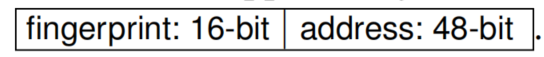 fingerprint: 16-bit address: 48-bit .